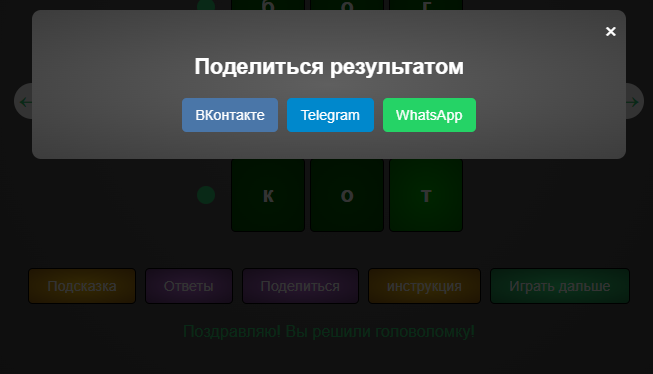 б о г
×
Поделиться результатом
← →
ВКонтакте Telegram WhatsApp
к о т
Подсказка Ответы Поделиться инструкция Играть дальше
Поздравляю! Вы решили головоломку!